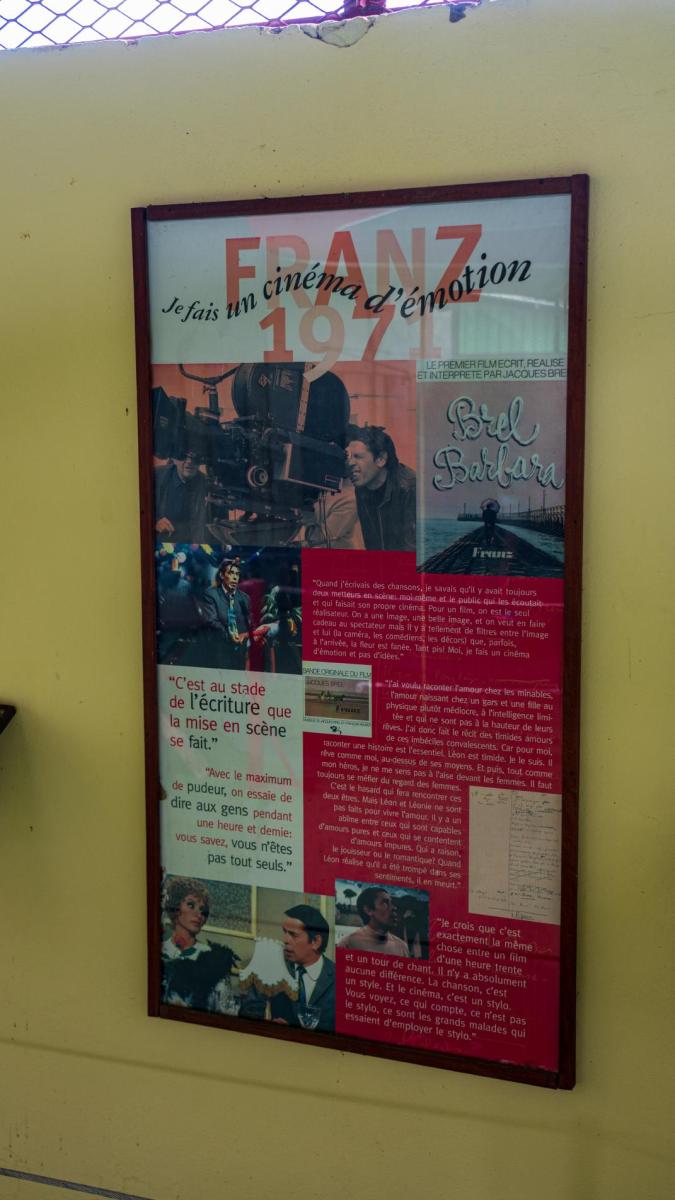 FRANZ
Je fais un cinéma d'émotion
1971
LE PREMIER FILM ECRIT, REALISE
ET INTERPRETE PAR JACQUES BRE
Brel
Barbara
Franz
"Quand j'écrivais des chansons, je savais qu'il y avait toujours
deux metteurs en scène: moi-même et le public qui les écoutait
et qui faisait son propre cinéma. Pour un film, on est le seul
réalisateur. On a une image, une belle image, et on veut en faire
cadeau au spectateur mais il y a tellement de filtres entre l'image
et lui (la caméra, les comédiens, les décors) que, parfois,
à l'arrivée, la fleur est fanée. Tant pis! Moi, je fais un cinéma
d'émotion et pas d'idées."
"C'est au stade
de l'écriture que
la mise en scène
se fait."
BANDE ORIGINALE DU FILM
JACQUES BREL
Franz
"J'ai voulu raconter l'amour chez les minables,
l'amour naissant chez un gars et une fille au
physique plutôt médiocre, à l'intelligence limi-
tée et qui ne sont pas à la hauteur de leurs
rêves. J'ai donc fait le récit des timides amours
de ces imbéciles convalescents. Car pour moi,
raconter une histoire est l'essentiel. Léon est timide. Je le suis. Il
rêve comme moi, au-dessus de ses moyens. Et puis, tout comme
mon héros, je ne me sens pas à l'aise devant les femmes. Il faut
toujours se méfier du regard des femmes.
C'est le hasard qui fera rencontrer ces
deux êtres. Mais Léon et Léonie ne sont
pas faits pour vivre l'amour. Il y a un
abîme entre ceux qui sont capables
d'amours pures et ceux qui se contentent
d'amours impures. Qui a raison,
le jouisseur ou le romantique? Quand
Léon réalise qu'il a été trompé dans ses
sentiments, il en meurt."
"Avec le maximum
de pudeur, on essaie de
dire aux gens pendant
une heure et demie:
vous savez, vous n'êtes
pas tout seuls."
"Je crois que c'est
exactement la même
chose entre un film
d'une heure trente
et un tour de chant. Il n'y a absolument
aucune différence. La chanson, c'est
un style. Et le cinéma, c'est un stylo.
Vous voyez, ce qui compte, ce n'est pas
le stylo, ce sont les grands malades qui
essaient d'employer le stylo."